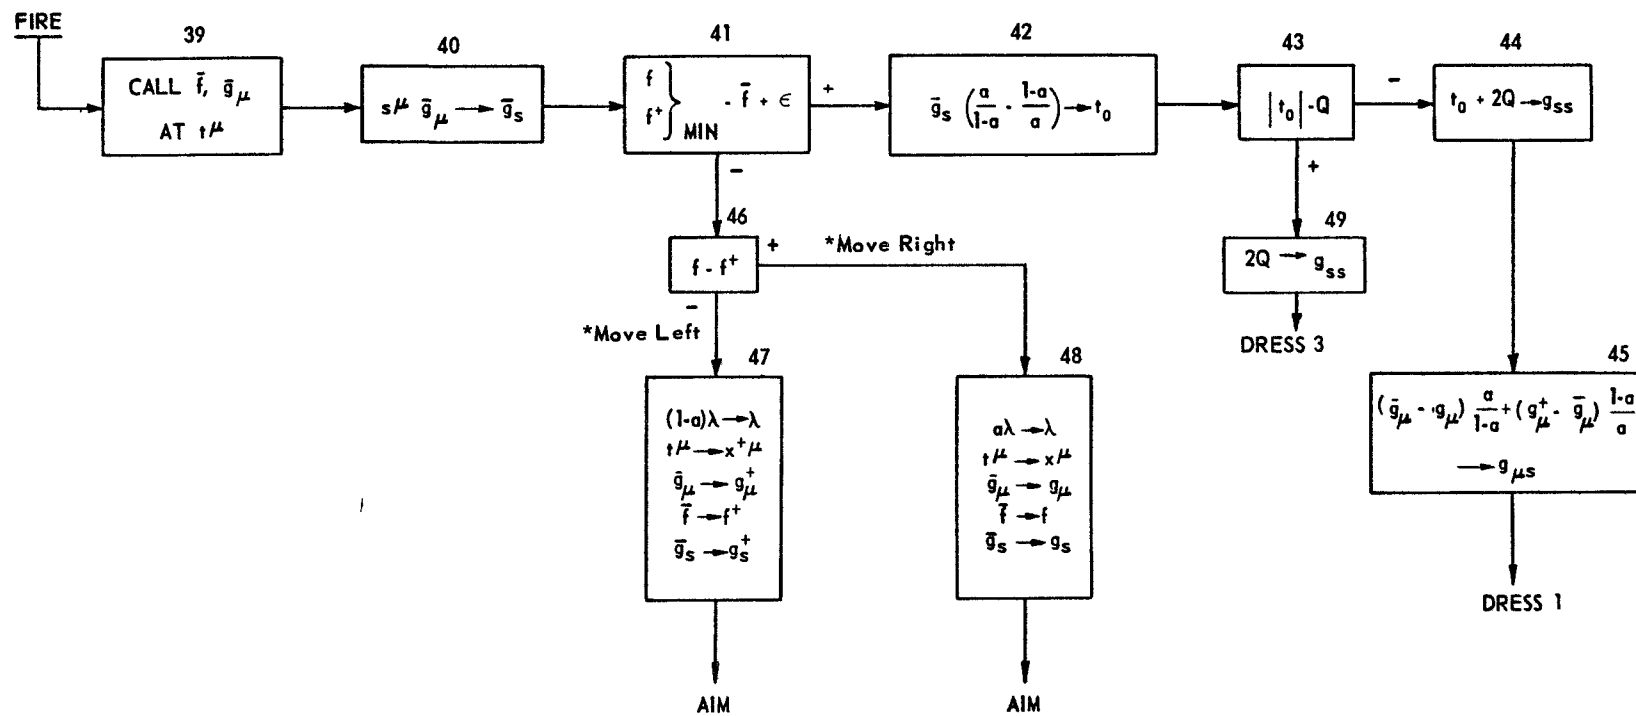 FIRE
39
CALL f̄, ḡμ
AT tμ
40
sμ ḡμ → ḡs
41
f
f+ } MIN - f̄ + ϵ
+
-
42
ḡs (a/1-a - 1-a/a) → t0
43
|t0| - Q
-
+
44
t0 + 2Q → gss
46
f - f+
+
*Move Right
-
*Move Left
49
2Q → gss
DRESS 3
47
(1-a)λ → λ
tμ → x+μ
ḡμ → gμ+
f̄ → f+
ḡs → gs+
AIM
48
aλ → λ
tμ → xμ
ḡμ → gμ
f̄ → f
ḡs → gs
AIM
45
(ḡμ - gμ) a/1-a + (gμ+ - ḡμ) 1-a/a
→ gμs
DRESS 1